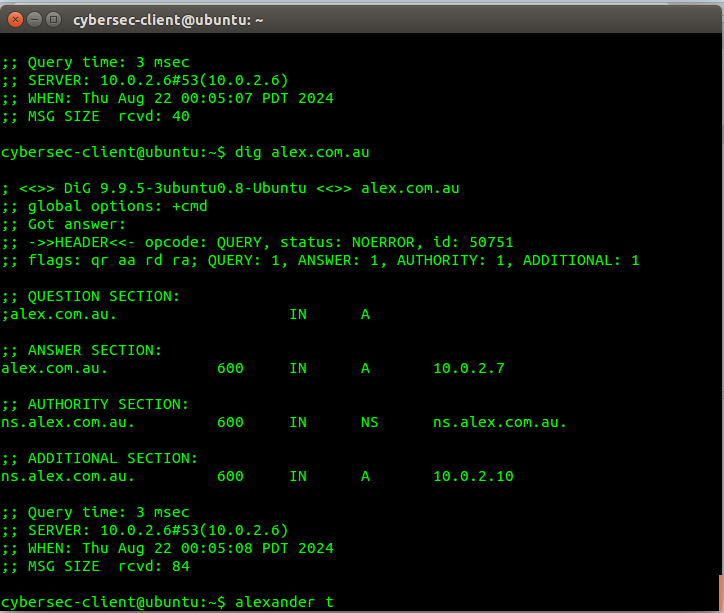 cybersec-client@ubuntu: ~
;; Query time: 3 msec
;; SERVER: 10.0.2.6#53(10.0.2.6)
;; WHEN: Thu Aug 22 00:05:07 PDT 2024
;; MSG SIZE  rcvd: 40
cybersec-client@ubuntu:~$ dig alex.com.au
; <<>> DiG 9.9.5-3ubuntu0.8-Ubuntu <<>> alex.com.au
;; global options: +cmd
;; Got answer:
;; ->>HEADER<<- opcode: QUERY, status: NOERROR, id: 50751
;; flags: qr aa rd ra; QUERY: 1, ANSWER: 1, AUTHORITY: 1, ADDITIONAL: 1
;; QUESTION SECTION:
;alex.com.au.                   IN      A
;; ANSWER SECTION:
alex.com.au.            600     IN      A       10.0.2.7
;; AUTHORITY SECTION:
ns.alex.com.au.         600     IN      NS      ns.alex.com.au.
;; ADDITIONAL SECTION:
ns.alex.com.au.         600     IN      A       10.0.2.10
;; Query time: 3 msec
;; SERVER: 10.0.2.6#53(10.0.2.6)
;; WHEN: Thu Aug 22 00:05:08 PDT 2024
;; MSG SIZE  rcvd: 84
cybersec-client@ubuntu:~$ alexander t